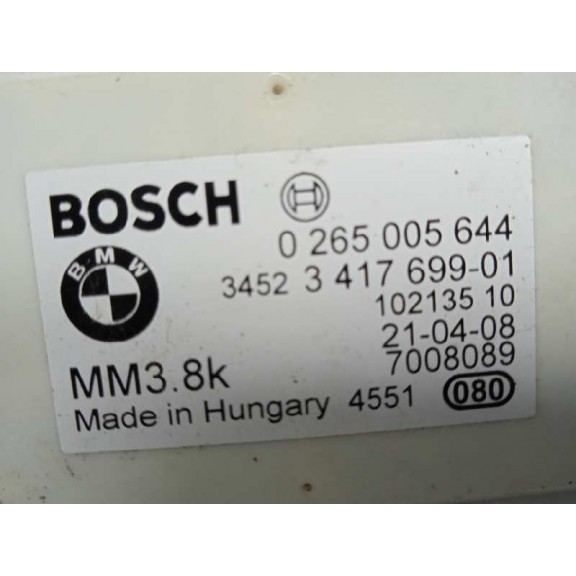 BOSCH
BMW
0 265 005 644
3452 3 417 699-01
102135 10
21-04-08
7008089
MM3.8k
Made in Hungary 4551 080